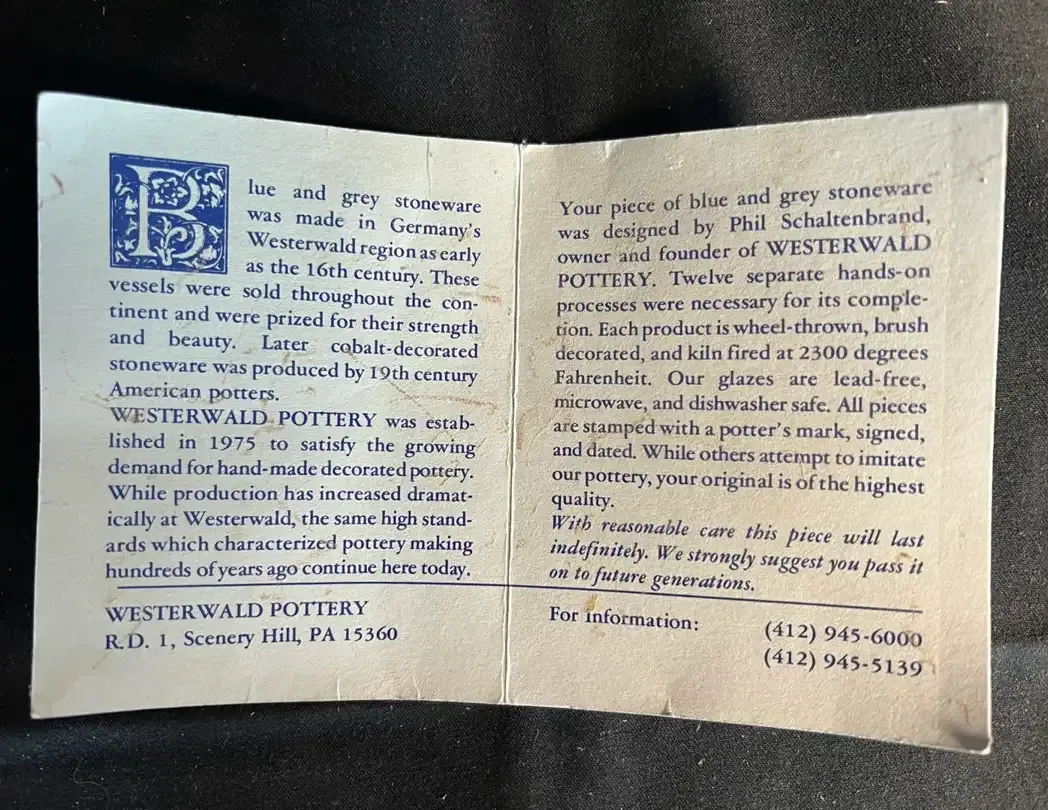 Blue and grey stoneware
was made in Germany's
Westerwald region as early
as the 16th century. These
vessels were sold throughout the con-
tinent and were prized for their strength
and beauty. Later cobalt-decorated
stoneware was produced by 19th century
American potters.
WESTERWALD POTTERY was estab-
lished in 1975 to satisfy the growing
demand for hand-made decorated pottery.
While production has increased dramat-
ically at Westerwald, the same high stand-
ards which characterized pottery making
hundreds of years ago continue here today.
WESTERWALD POTTERY
R.D. 1, Scenery Hill, PA 15360
Your piece of blue and grey stoneware
was designed by Phil Schaltenbrand,
owner and founder of WESTERWALD
POTTERY. Twelve separate hands-on
processes were necessary for its comple-
tion. Each product is wheel-thrown, brush
decorated, and kiln fired at 2300 degrees
Fahrenheit. Our glazes are lead-free,
microwave, and dishwasher safe. All pieces
are stamped with a potter's mark, signed,
and dated. While others attempt to imitate
our pottery, your original is of the highest
quality.
With reasonable care this piece will last
indefinitely. We strongly suggest you pass it
on to future generations.
For information: (412) 945-6000
(412) 945-5139